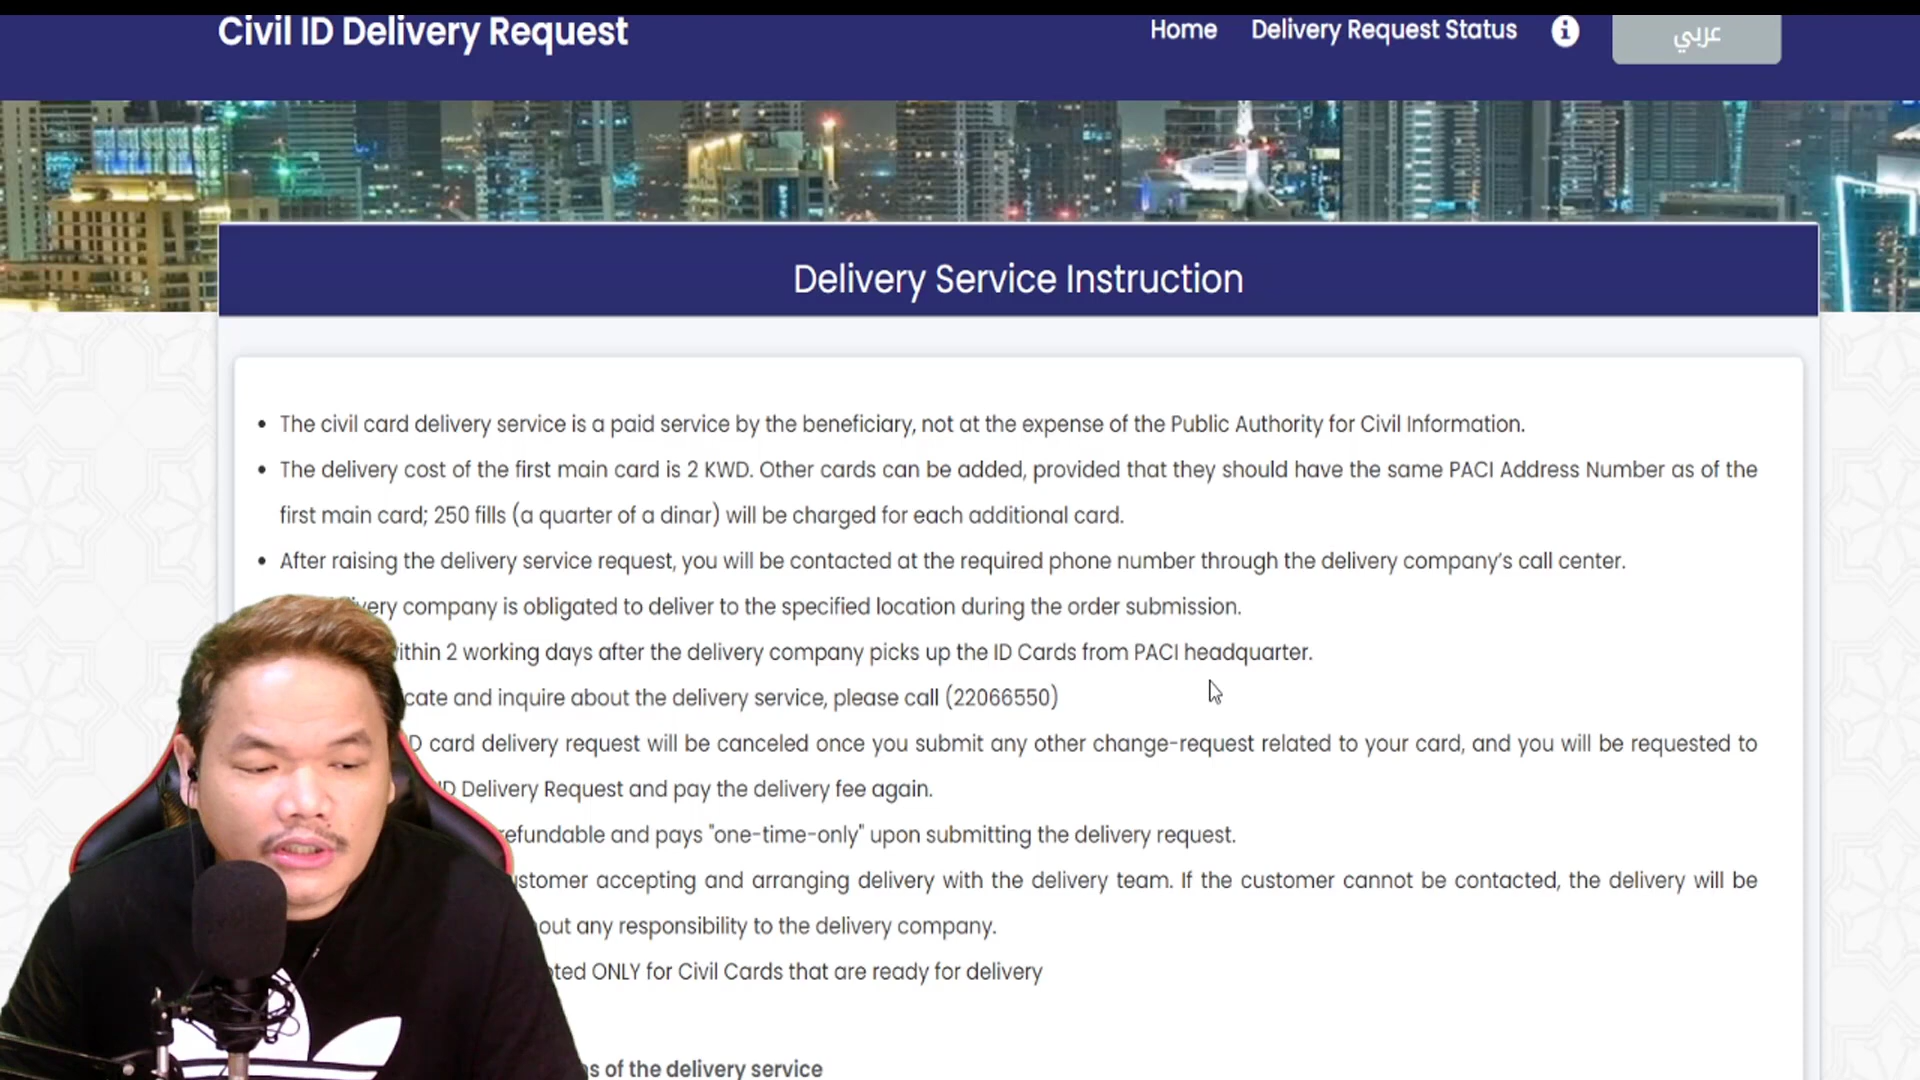 Civil ID Delivery Request
Home Delivery Request Status
عربي
Delivery Service Instruction
The civil card delivery service is a paid service by the beneficiary, not at the expense of the Public Authority for Civil Information.
The delivery cost of the first main card is 2 KWD. Other cards can be added, provided that they should have the same PACI Address Number as of the
first main card; 250 fills (a quarter of a dinar) will be charged for each additional card.
After raising the delivery service request, you will be contacted at the required phone number through the delivery company's call center.
company is obligated to deliver to the specified location during the order submission.
2 working days after the delivery company picks up the ID Cards from PACI headquarter.
and inquire about the delivery service, please call (22066550)
card delivery request will be canceled once you submit any other change-request related to your card, and you will be requested to
ID Delivery Request and pay the delivery fee again.
refundable and pays "one-time-only" upon submitting the delivery request.
accepting and arranging delivery with the delivery team. If the customer cannot be contacted, the delivery will be
any responsibility to the delivery company.
ONLY for Civil Cards that are ready for delivery
of the delivery service